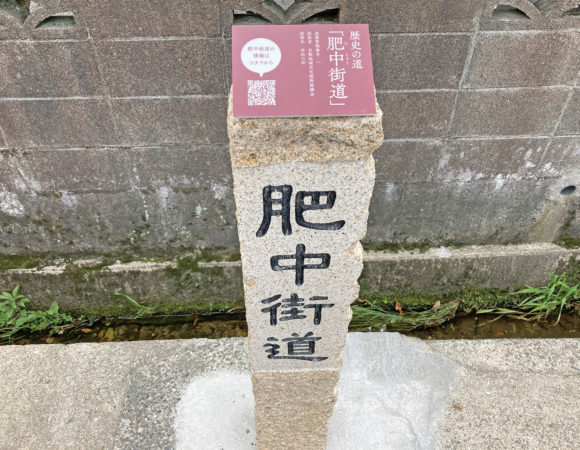 歴史の道
「肥中街道」
肥中街道の
情報は
コチラから
肥中街道